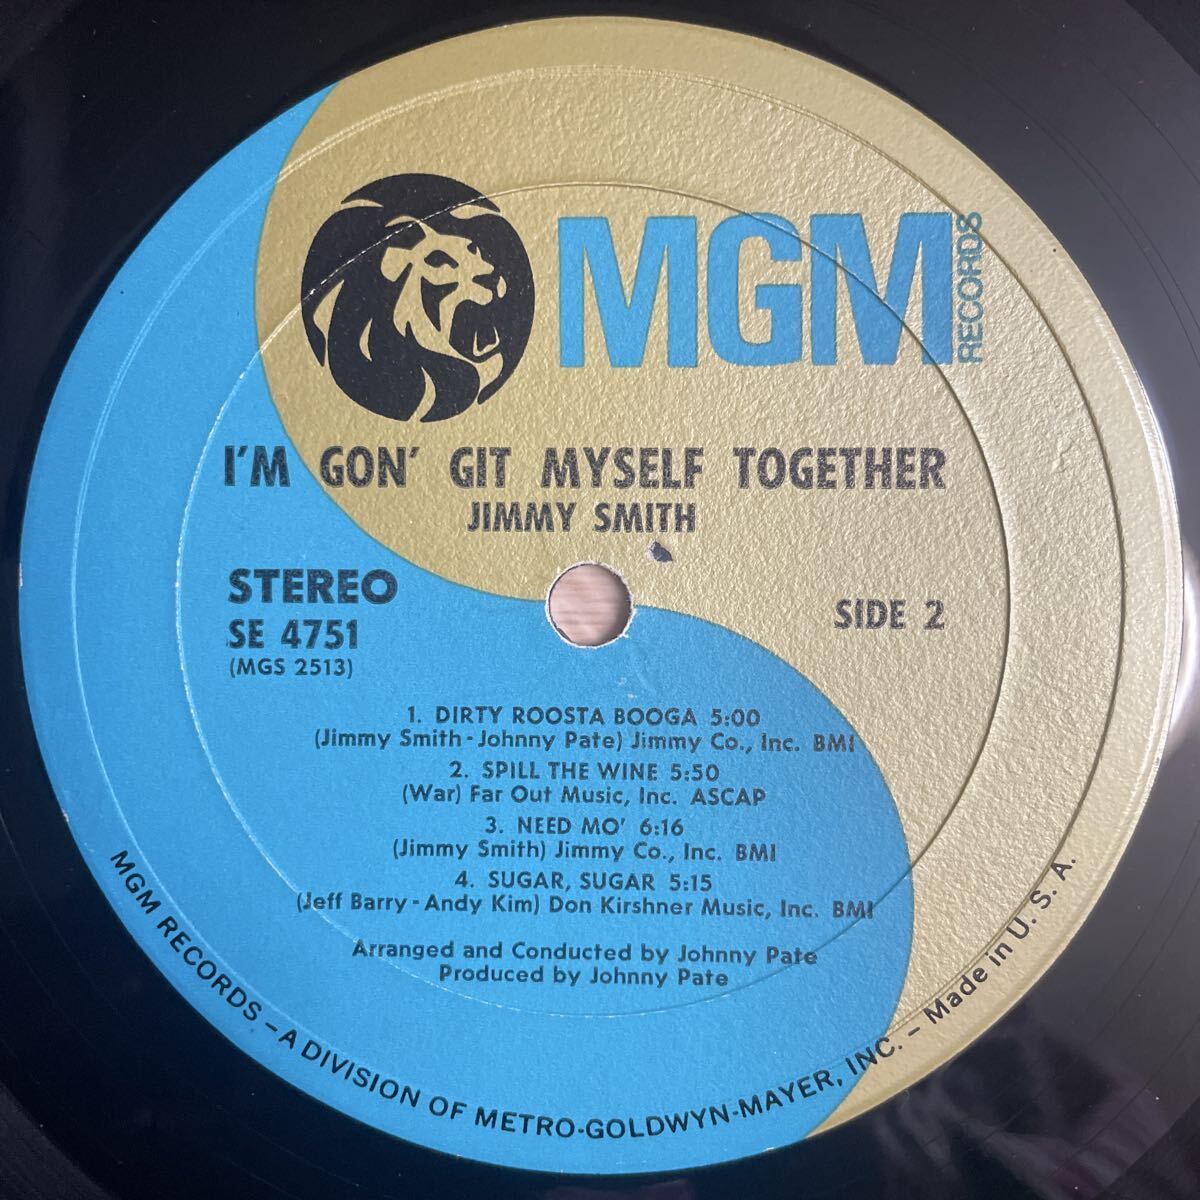 MGM RECORDS
I'M GON' GIT MYSELF TOGETHER
JIMMY SMITH
STEREO
SE 4751
(MGS 2513)
SIDE 2
1. DIRTY ROOSTA BOOGA 5:00
(Jimmy Smith-Johnny Pate) Jimmy Co., Inc. BMI
2. SPILL THE WINE 5:50
(War) Far Out Music, Inc. ASCAP
3. NEED MO' 6:16
(Jimmy Smith) Jimmy Co., Inc. BMI
4. SUGAR, SUGAR 5:15
(Jeff Barry-Andy Kim) Don Kirshner Music, Inc. BMI
Arranged and Conducted by Johnny Pate
Produced by Johnny Pate
MGM RECORDS – A DIVISION OF METRO-GOLDWYN-MAYER, INC. – Made in U. S. A.